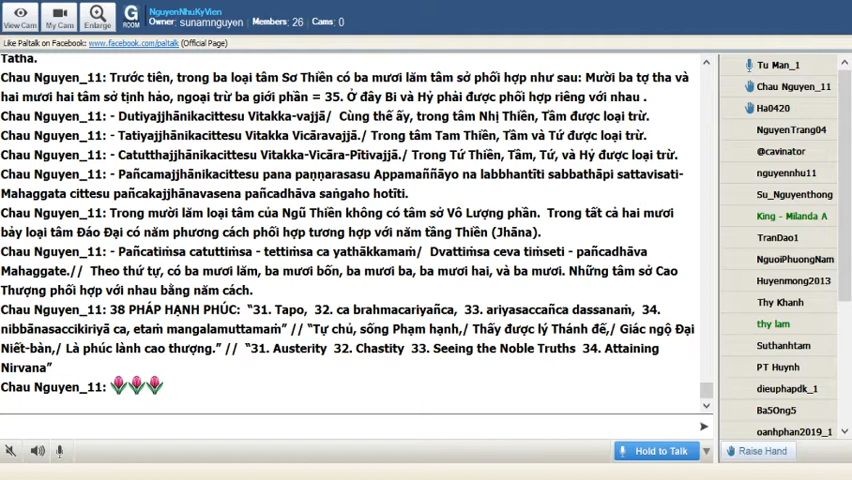 NguyenNhuKyVien
Owner: sunamnguyen Members: 26 Cams: 0
View Cam
My Cam
Enlarge
G
ROOM
Like Paltalk on Facebook: www.facebook.com/paltalk (Official Page)
Tatha.
Chau Nguyen_11: Trước tiên, trong ba loại tâm Sơ Thiền có ba mươi lăm tâm sở phối hợp như sau: Mười ba tợ tha và
hai mươi hai tâm sở tịnh hảo, ngoại trừ ba giới phần = 35. Ở đây Bi và Hỷ phải được phối hợp riêng với nhau .
Chau Nguyen_11: - Dutiyajjhānikacittesu Vitakka-vajjā/ Cùng thế ấy, trong tâm Nhị Thiền, Tầm được loại trừ.
Chau Nguyen_11: - Tatiyajjhānikacittesu Vitakka Vicāravajjā./ Trong tâm Tam Thiền, Tầm và Tứ được loại trừ.
Chau Nguyen_11: - Catutthajjhānikacittesu Vitakka-Vicāra-Pītivajjā./ Trong Tứ Thiền, Tầm, Tứ, và Hỷ được loại trừ.
Chau Nguyen_11: - Pañcamajjhānikacittesu pana paṇṇarasasu Appamaññāyo na labbhantīti sabbathāpi sattavisati-
Mahaggata cittesu pañcakajjhānavasena pañcadhāva saṅgaho hotīti.
Chau Nguyen_11: Trong mười lăm loại tâm của Ngũ Thiền không có tâm sở Vô Lượng phần. Trong tất cả hai mươi
bảy loại tâm Đáo Đại có năm phương cách phối hợp tương hợp với năm tầng Thiền (Jhāna).
Chau Nguyen_11: - Pañcatiṁsa catuttiṁsa - tettiṁsa ca yathākkamaṁ/ Dvattiṁsa ceva tiṁseti - pañcadhāva
Mahaggate.// Theo thứ tự, có ba mươi lăm, ba mươi bốn, ba mươi ba, ba mươi hai, và ba mươi. Những tâm sở Cao
Thượng phối hợp với nhau bằng năm cách.
Chau Nguyen_11: 38 PHÁP HẠNH PHÚC: "31. Tapo, 32. ca brahmacariyañca, 33. ariyasaccañca dassanaṁ, 34.
nibbānasaccikiriyā ca, etaṁ mangalamuttamaṁ" // "Tự chủ, sống Phạm hạnh,/ Thấy được lý Thánh đế,/ Giác ngộ Đại
Niết-bàn,/ Là phúc lành cao thượng." // "31. Austerity 32. Chastity 33. Seeing the Noble Truths 34. Attaining
Nirvana"
Chau Nguyen_11:
Hold to Talk
Tu Man_1
Chau Nguyen_11
Ha0420
NguyenTrang04
@cavinator
nguyennhu11
Su_Nguyenthong
King - Milanda A
TranDao1
NguoiPhuongNam
Huyenmong2013
Thy Khanh
thy lam
Suthanhtam
PT Huynh
dieuphapdk_1
Ba5Ong5
oanhphan2019_1
Raise Hand